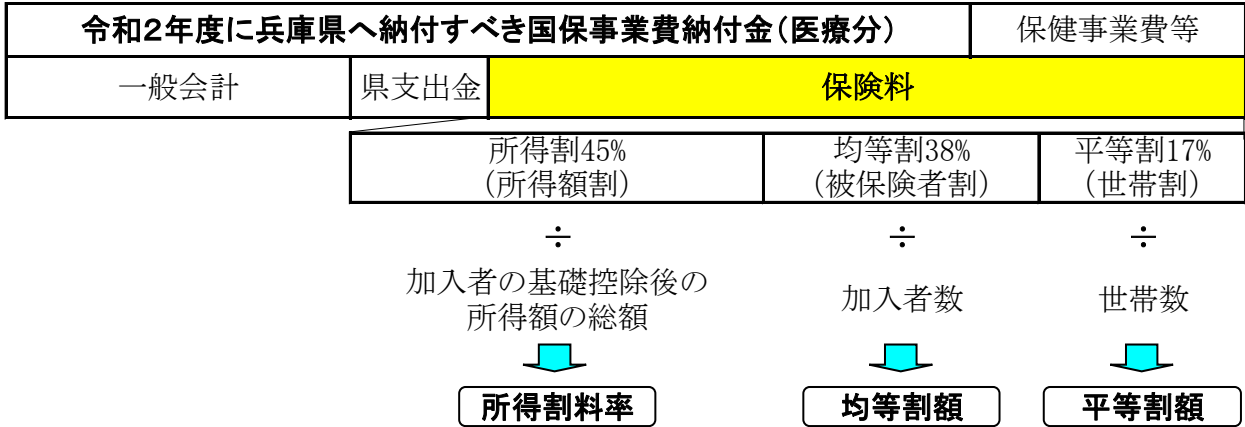 令和2年度に兵庫県へ納付すべき国保事業費納付金(医療分)
保健事業費等
一般会計
県支出金
保険料
所得割45%
(所得額割)
均等割38%
(被保険者割)
平等割17%
(世帯割)
÷
÷
÷
加入者の基礎控除後の
所得額の総額
加入者数
世帯数
所得割料率
均等割額
平等割額